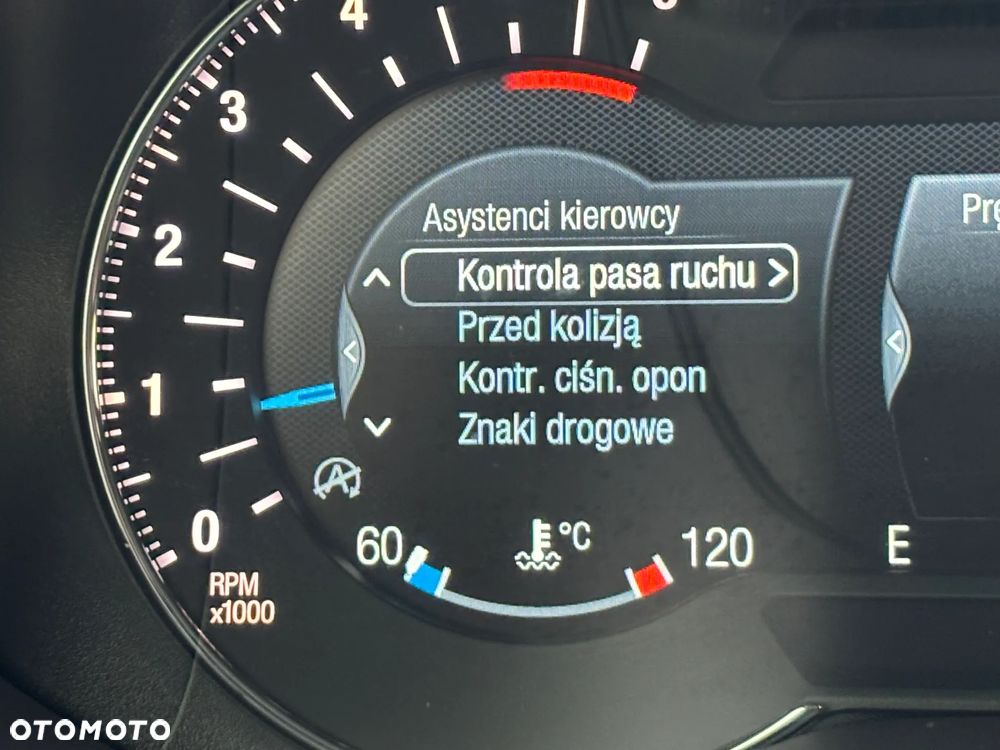 4
3
2
1
0
RPM
x1000
Asystenci kierowcy
Kontrola pasa ruchu >
Przed kolizją
Kontr. ciśn. opon
Znaki drogowe
A
60
°C
120
E
OTOMOTO